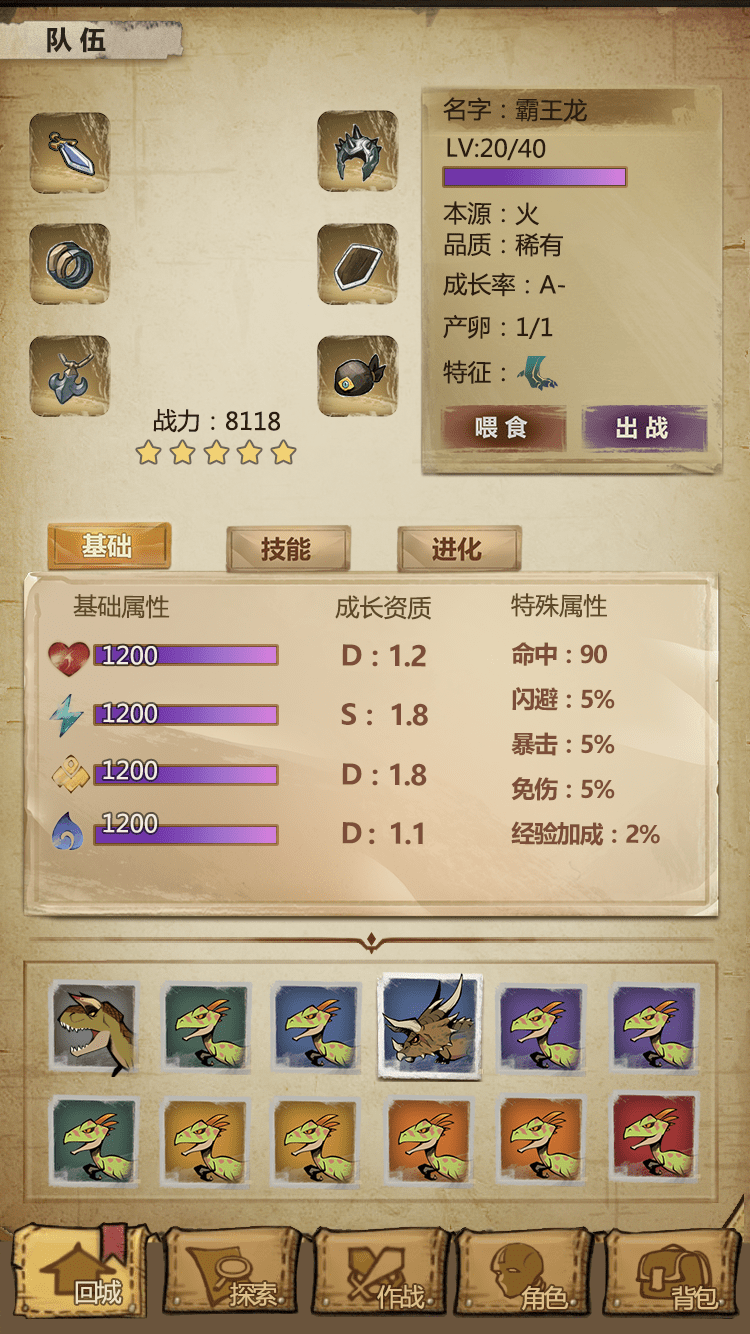 队伍
名字：霸王龙
LV:20/40
本源：火
品质：稀有
成长率：A-
产卵：1/1
特征：
喂食 出战
战力：8118
基础 技能 进化
基础属性 成长资质 特殊属性
1200 D：1.2 命中：90
1200 S：1.8 闪避：5%
暴击：5%
1200 D：1.8 免伤：5%
1200 D：1.1 经验加成：2%
回城 探索 作战 角色 背包